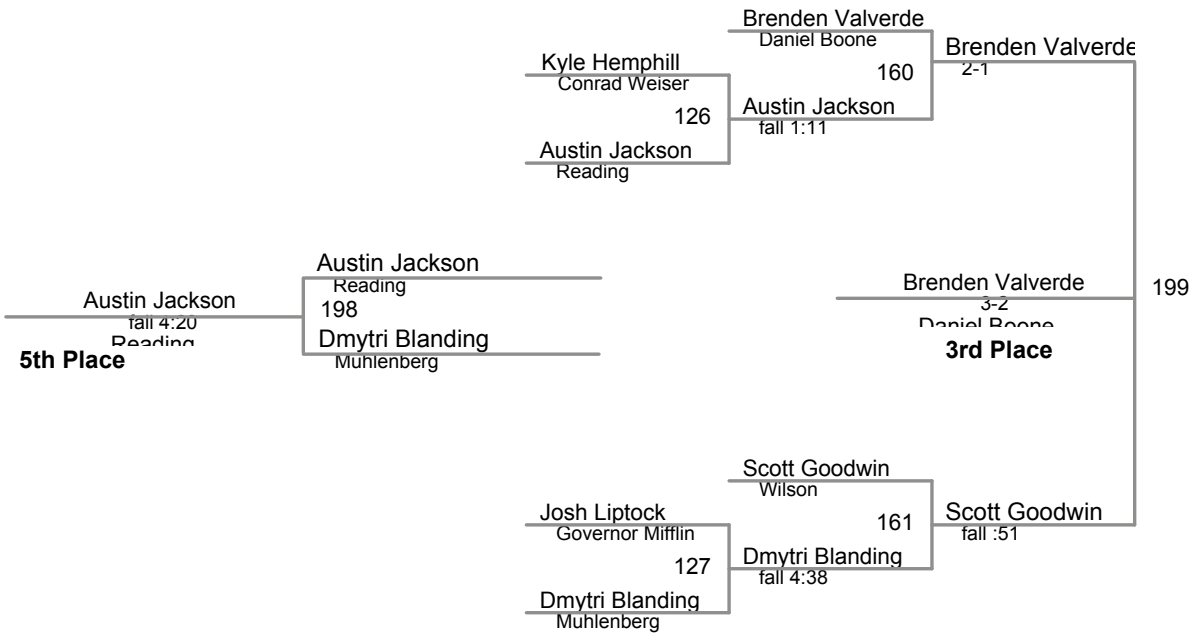 Brenden Valverde
Daniel Boone
160
Brenden Valverde
2-1
Kyle Hemphill
Conrad Weiser
126
Austin Jackson
fall 1:11
Austin Jackson
Reading
Austin Jackson
Reading
198
Dmytri Blanding
Muhlenberg
Austin Jackson
fall 4:20
Reading
5th Place
Brenden Valverde
3-2
Daniel Boone
3rd Place
199
Scott Goodwin
Wilson
161
Scott Goodwin
fall :51
Josh Liptock
Governor Mifflin
127
Dmytri Blanding
fall 4:38
Dmytri Blanding
Muhlenberg